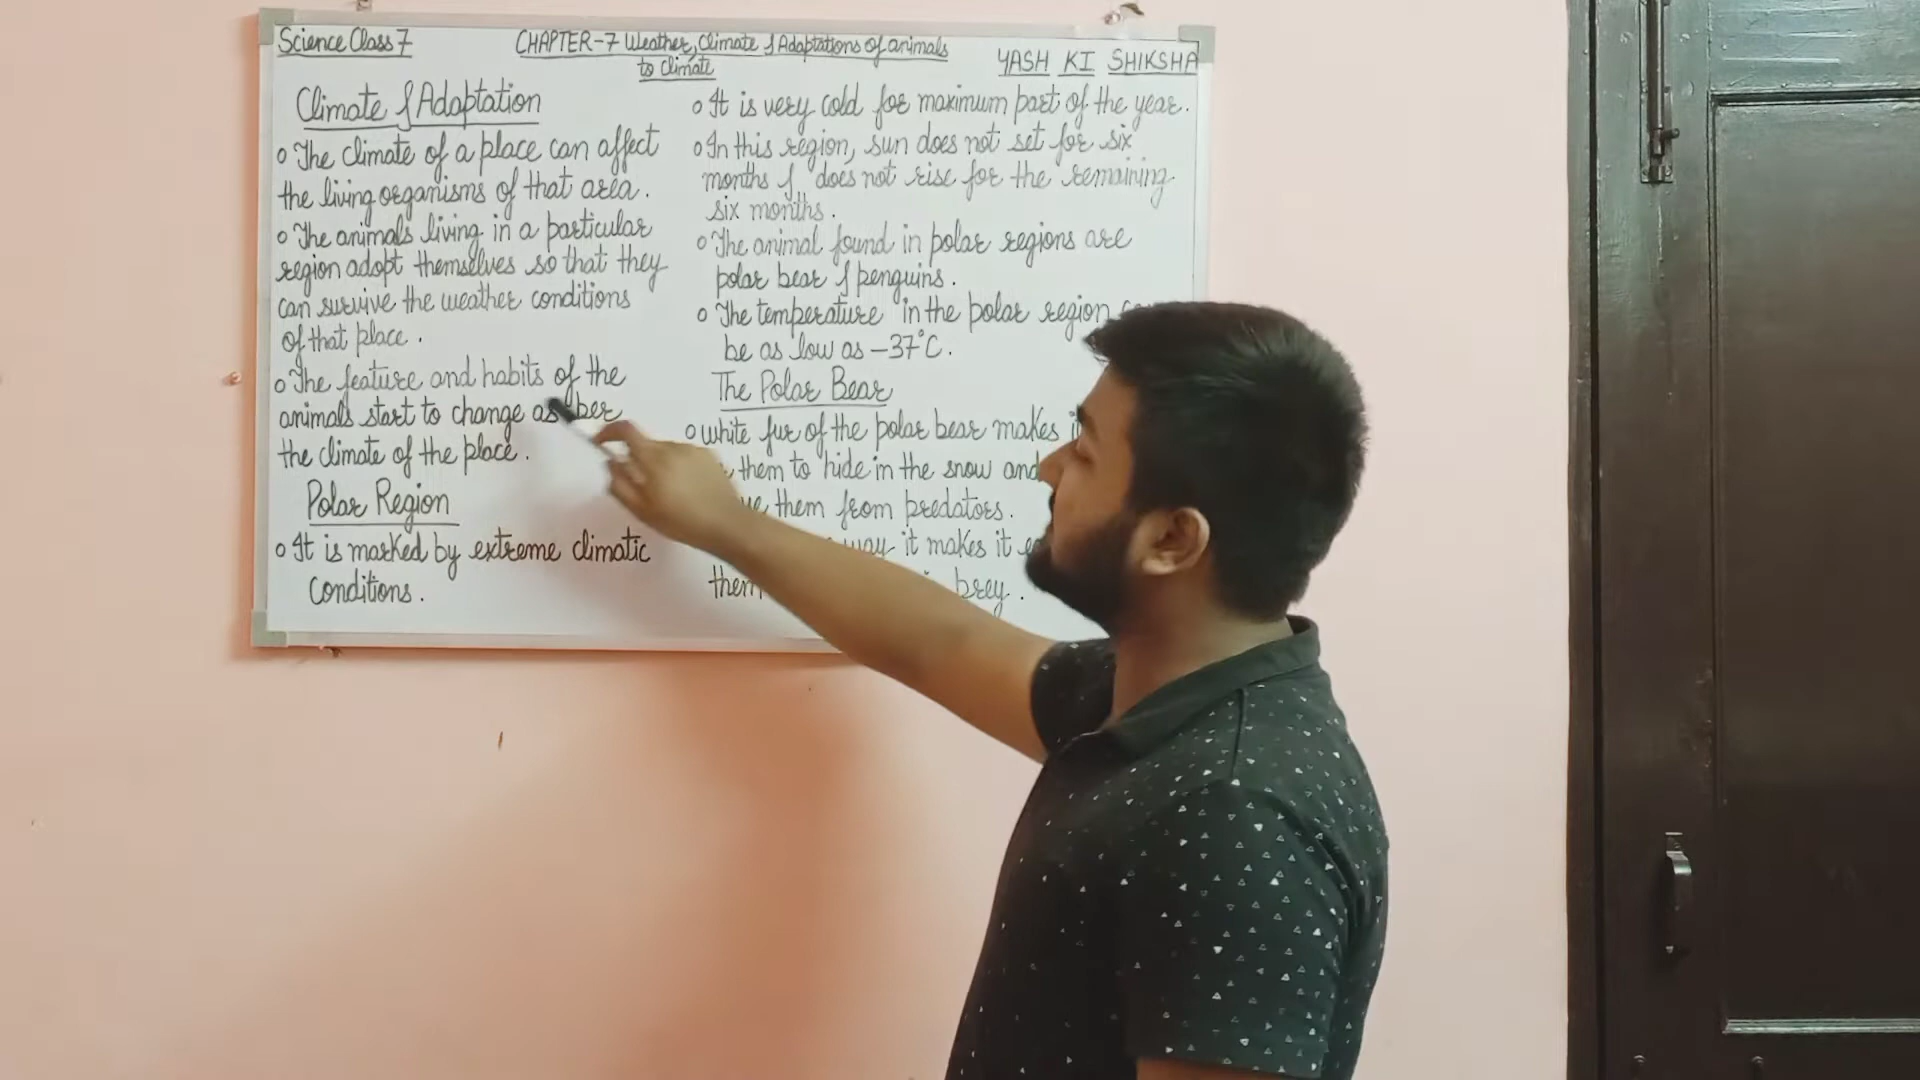 Science Class 7
CHAPTER-7 Weather, Climate & Adaptations of animals
to Climate
YASH KI SHIKSHA
Climate & Adaptation
o The climate of a place can affect
the living organisms of that area.
o The animals living in a particular
region adopt themselves so that they
can survive the weather conditions
of that place.
o The feature and habits of the
animals start to change as per
the climate of the place.
Polar Region
o It is marked by extreme climatic
Conditions.
o It is very cold for maximum part of the year.
o In this region, sun does not set for six
months & does not rise for the remaining
six months.
o The animal found in polar regions are
polar bear & penguins.
o The temperature in the polar region
be as low as -37°C.
The Polar Bear
o white fur of the polar bear makes
them to hide in the snow and
them from predators.
way it makes it
them prey.